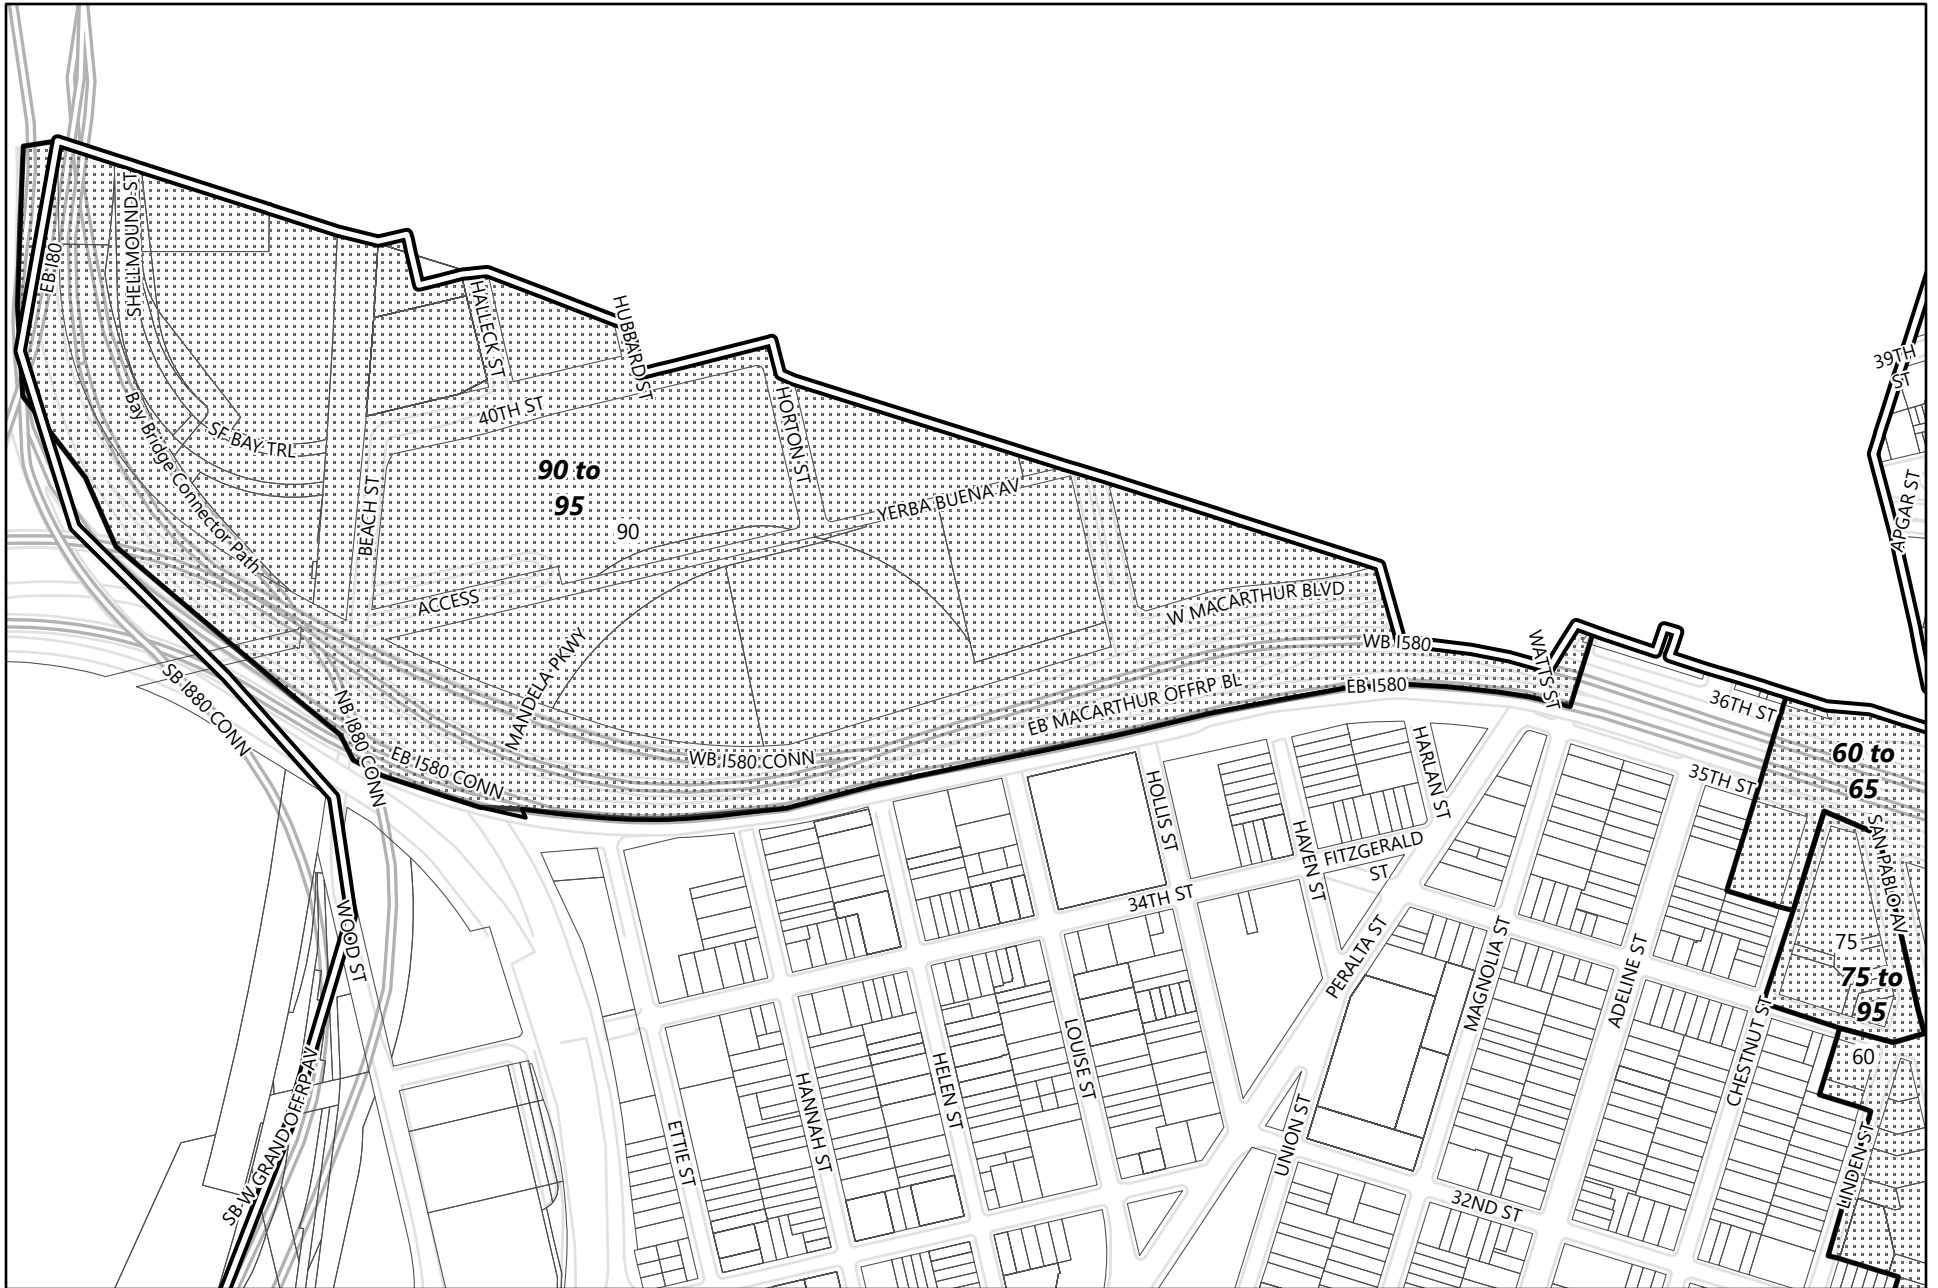 SHELLMOUND ST
EB I80
HALLECK ST
HUBBARD ST
39TH
ST
HORTON ST
40TH ST
Bay Bridge Connector Path
SF BAY TRL
90 to
95
90
BEACH ST
YERBA BUENA AV
APGAR ST
ACCESS
W MACARTHUR BLVD
MANDELA PKWY
WB I580
WATTS ST
EB I580
EB MACARTHUR OFFRP BL
36TH ST
SB I880 CONN
NB I880 CONN
EB I580 CONN
WB I580 CONN
60 to
65
35TH ST
HARLAN ST
HOLLIS ST
HAVEN ST
FITZGERALD
ST
SAN PABLO AV
34TH ST
WOOD ST
PERALTA ST
MAGNOLIA ST
ADELINE ST
75
75 to
95
CHESTNUT ST
60
LOUISE ST
HELEN ST
HANNAH ST
ETTIE ST
UNION ST
SB W GRAND OFFRP AV
32ND ST
LINDEN ST